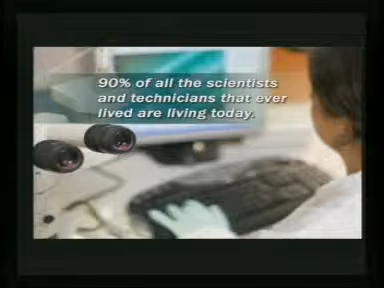 90% of all the scientists
and technicians that ever
lived are living today.